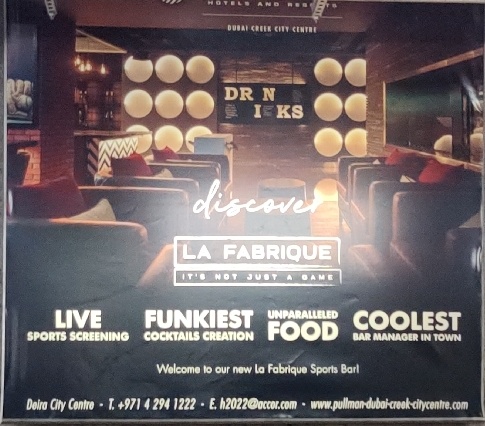 HOTELS AND RESORTS
DUBAI CREEK CITY CENTRE
DR N
I KS
discover
LA FABRIQUE
IT'S NOT JUST A GAME
LIVE
SPORTS SCREENING
FUNKIEST
COCKTAILS CREATION
UNPARALLELED
FOOD
COOLEST
BAR MANAGER IN TOWN
Welcome to our new La Fabrique Sports Bar!
Deira City Centre - T. +971 4 294 1222 - E. h2022@accor.com - www.pullman-dubai-creek-citycentre.com